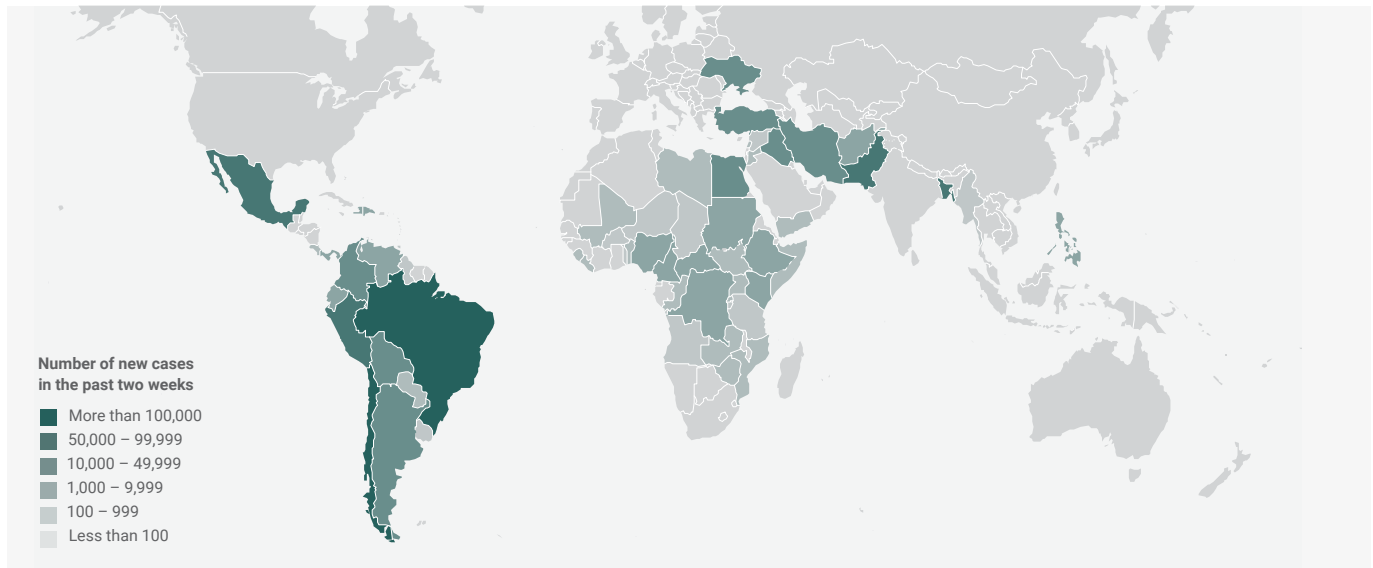 Number of new cases
in the past two weeks
More than 100,000
50,000 – 99,999
10,000 – 49,999
1,000 – 9,999
100 – 999
Less than 100